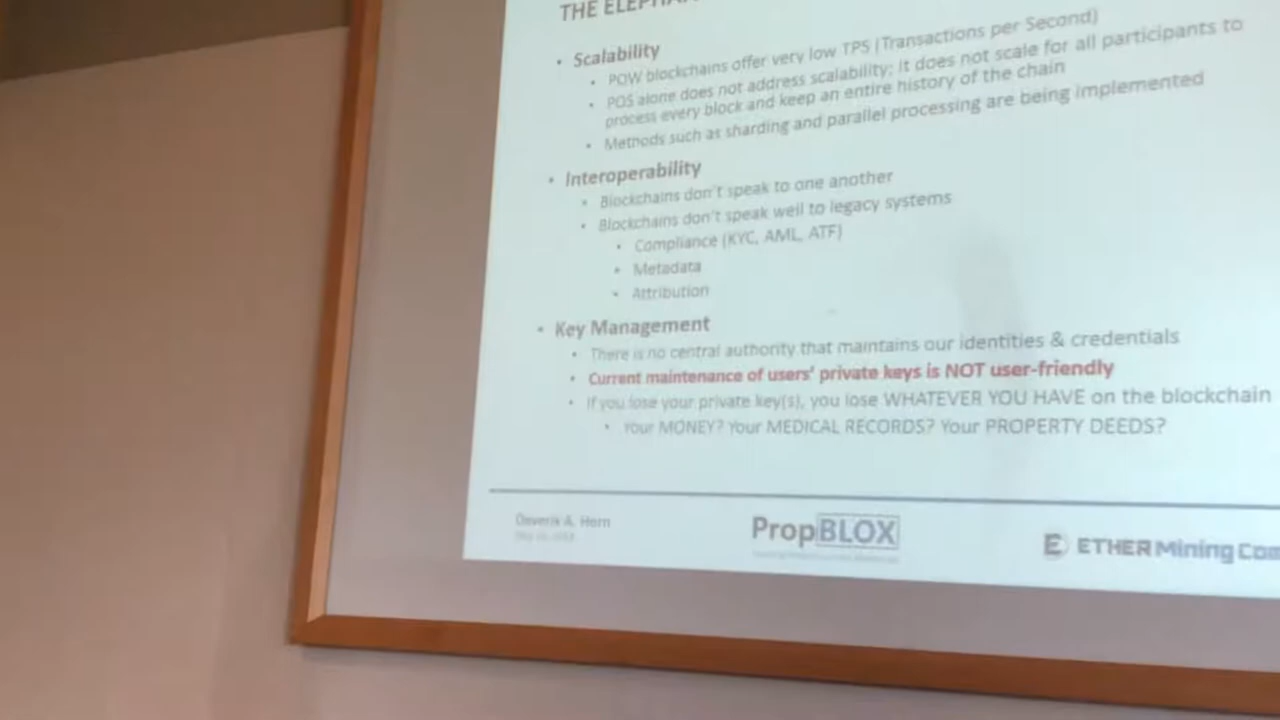 THE ELEPHAN
• Scalability
• POW blockchains offer very low TPS (Transactions per Second)
• POS alone does not address scalability; it does not scale for all participants to
process every block and keep an entire history of the chain
• Methods such as sharding and parallel processing are being implemented
• Interoperability
• Blockchains don't speak to one another
• Blockchains don't speak well to legacy systems
• Compliance (KYC, AML, ATF)
• Metadata
• Attribution
• Key Management
• There is no central authority that maintains our identities & credentials
• Current maintenance of users' private keys is NOT user-friendly
• If you lose your private key(s), you lose WHATEVER YOU HAVE on the blockchain
• Your MONEY? Your MEDICAL RECORDS? Your PROPERTY DEEDS?
A. Horn
PropBLOX
ETHER Mining Com